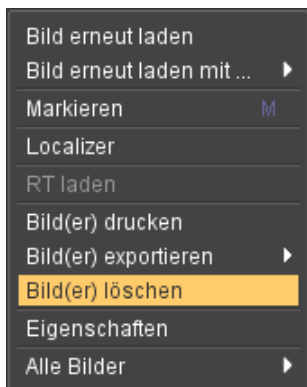 Bild erneut laden
Bild erneut laden mit ...
Markieren M
Localizer
RT laden
Bild(er) drucken
Bild(er) exportieren
Bild(er) löschen
Eigenschaften
Alle Bilder